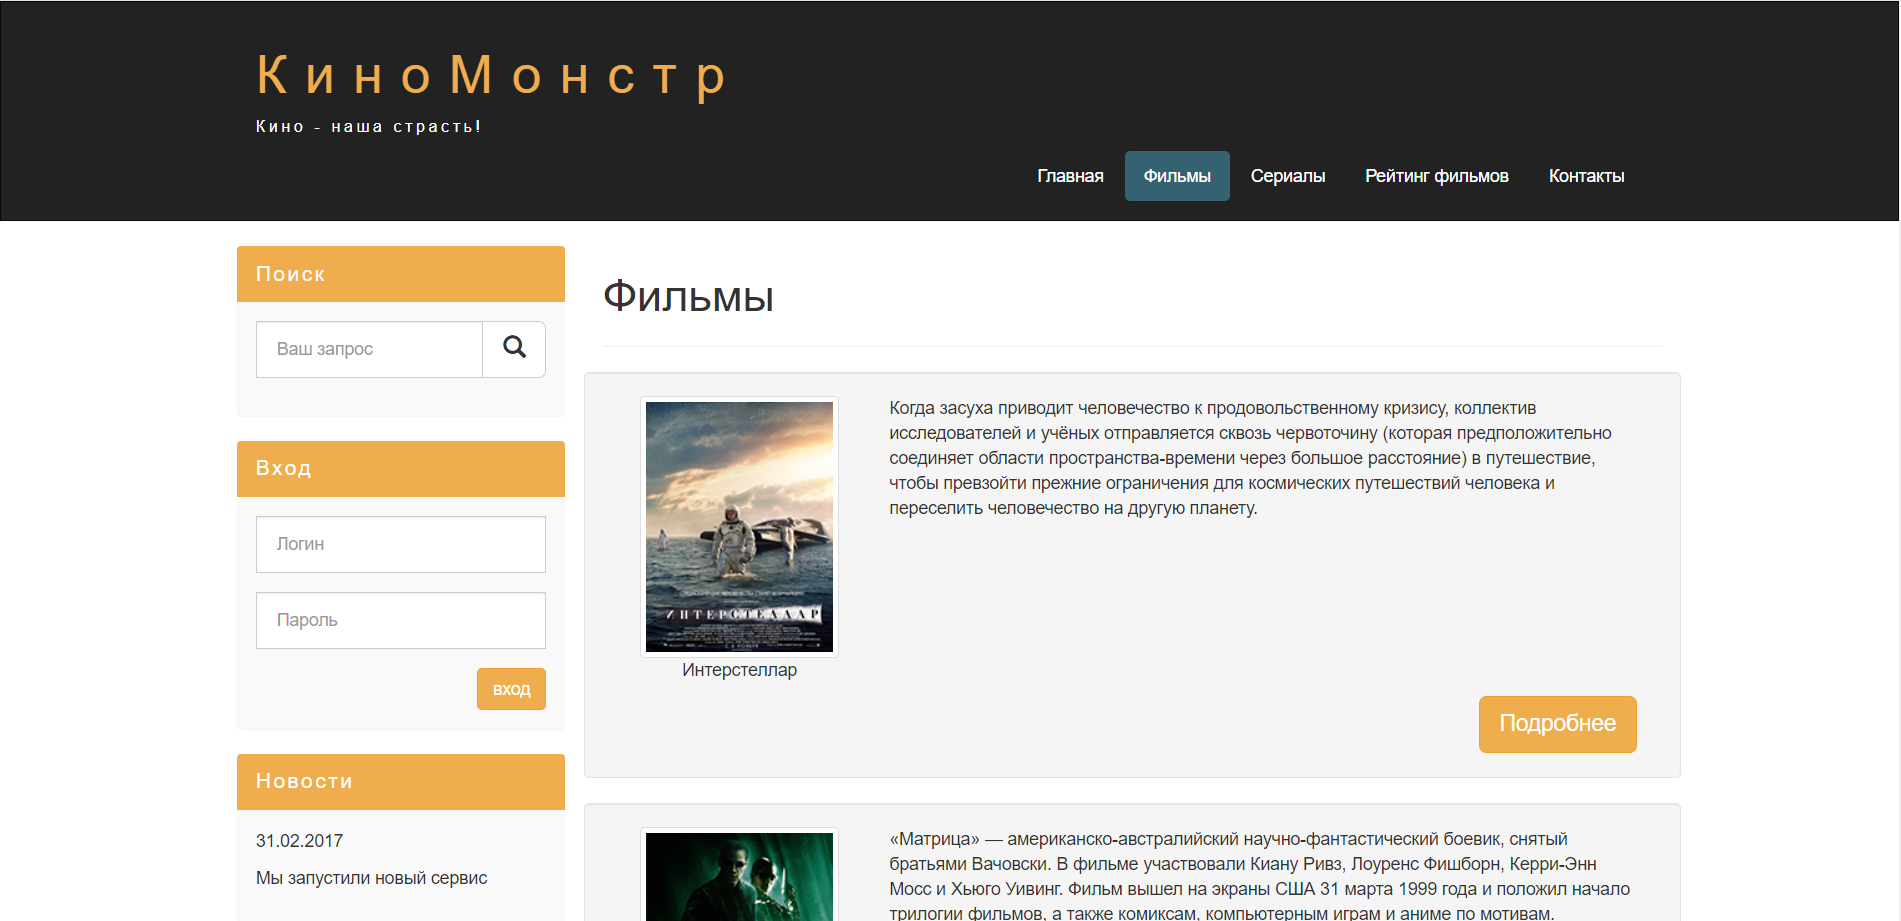 КиноМонстр
Кино - наша страсть!
Главная
Фильмы
Сериалы
Рейтинг фильмов
Контакты
Поиск
Ваш запрос
Вход
Логин
Пароль
вход
Новости
31.02.2017
Мы запустили новый сервис
Фильмы
ИНТЕРСТЕЛЛАР
Интерстеллар
Когда засуха приводит человечество к продовольственному кризису, коллектив
исследователей и учёных отправляется сквозь червоточину (которая предположительно
соединяет области пространства-времени через большое расстояние) в путешествие,
чтобы превзойти прежние ограничения для космических путешествий человека и
переселить человечество на другую планету.
Подробнее
«Матрица» — американско-австралийский научно-фантастический боевик, снятый
братьями Вачовски. В фильме участвовали Киану Ривз, Лоуренс Фишборн, Керри-Энн
Мосс и Хьюго Уивинг. Фильм вышел на экраны США 31 марта 1999 года и положил начало
трилогии фильмов, а также комиксам, компьютерным играм и аниме по мотивам.